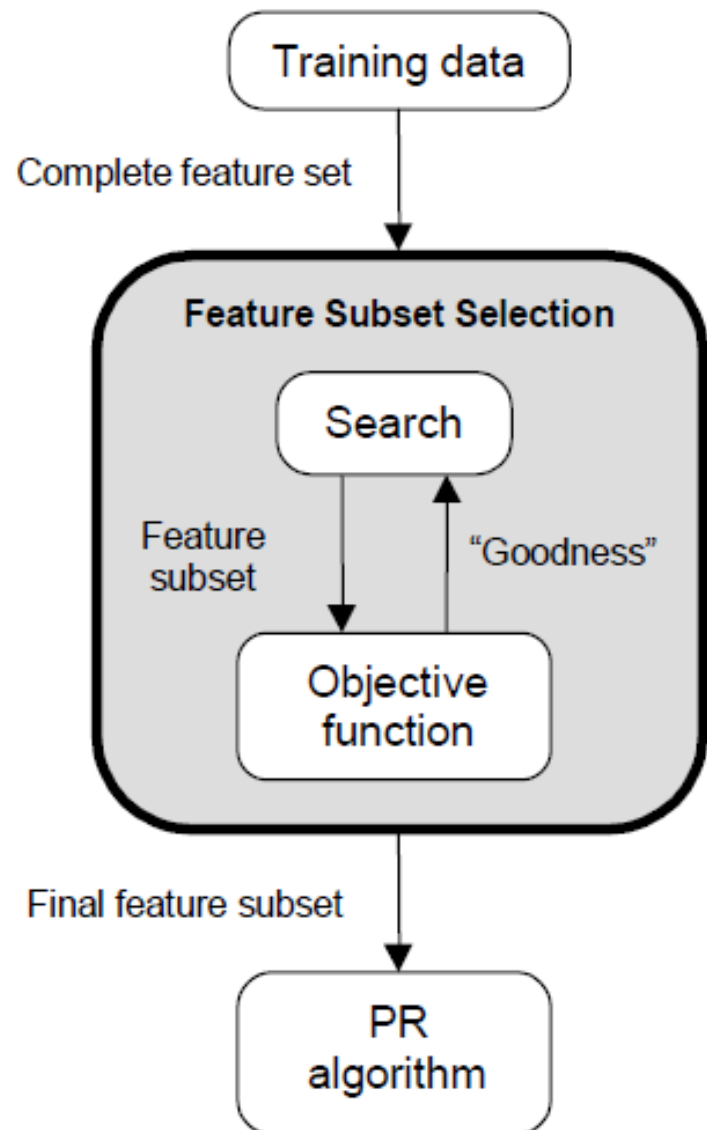 Training data
Complete feature set
Feature Subset Selection
Search
Feature
subset
“Goodness”
Objective
function
Final feature subset
PR
algorithm